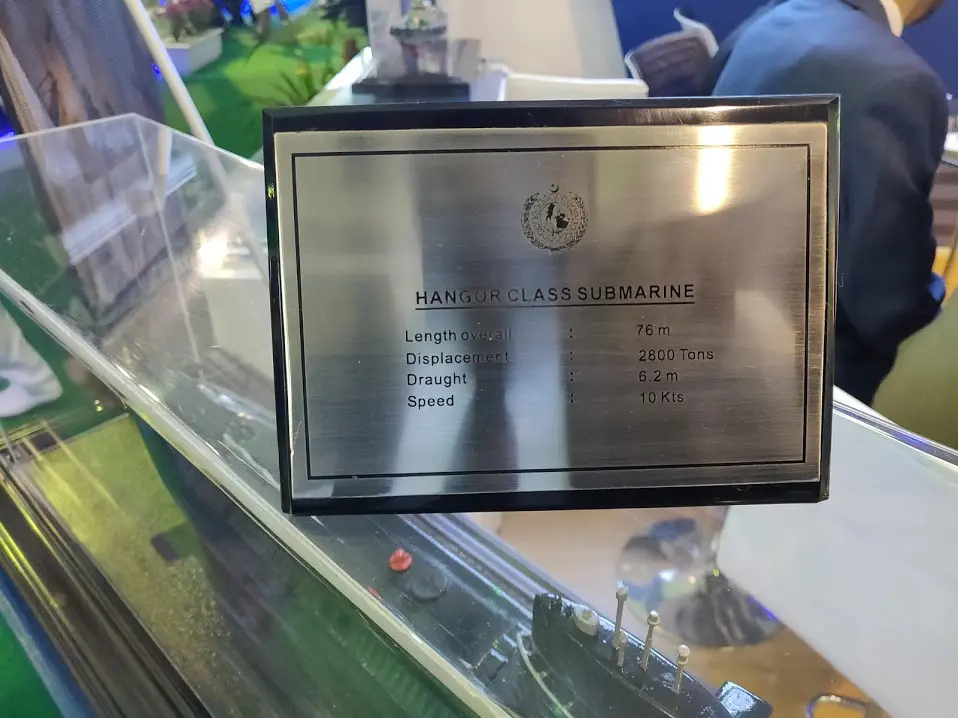 HANGOR CLASS SUBMARINE
Length overall : 76 m
Displacement : 2800 Tons
Draught : 6.2 m
Speed : 10 Kts